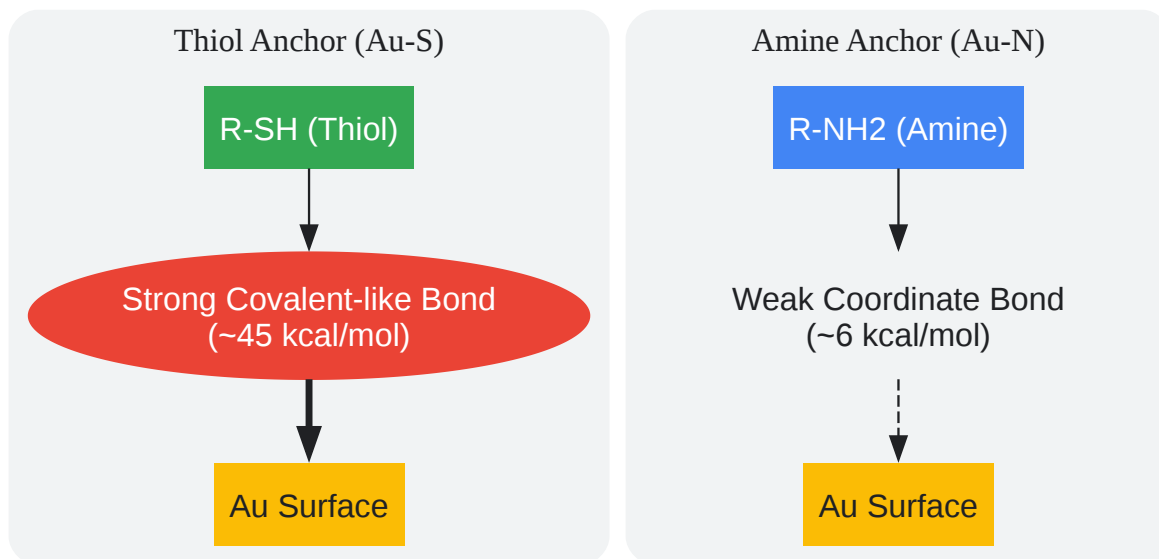 Thiol Anchor (Au-S)
R-SH (Thiol)
Strong Covalent-like Bond
(~45 kcal/mol)
Au Surface
Amine Anchor (Au-N)
R-NH2 (Amine)
Weak Coordinate Bond
(~6 kcal/mol)
Au Surface